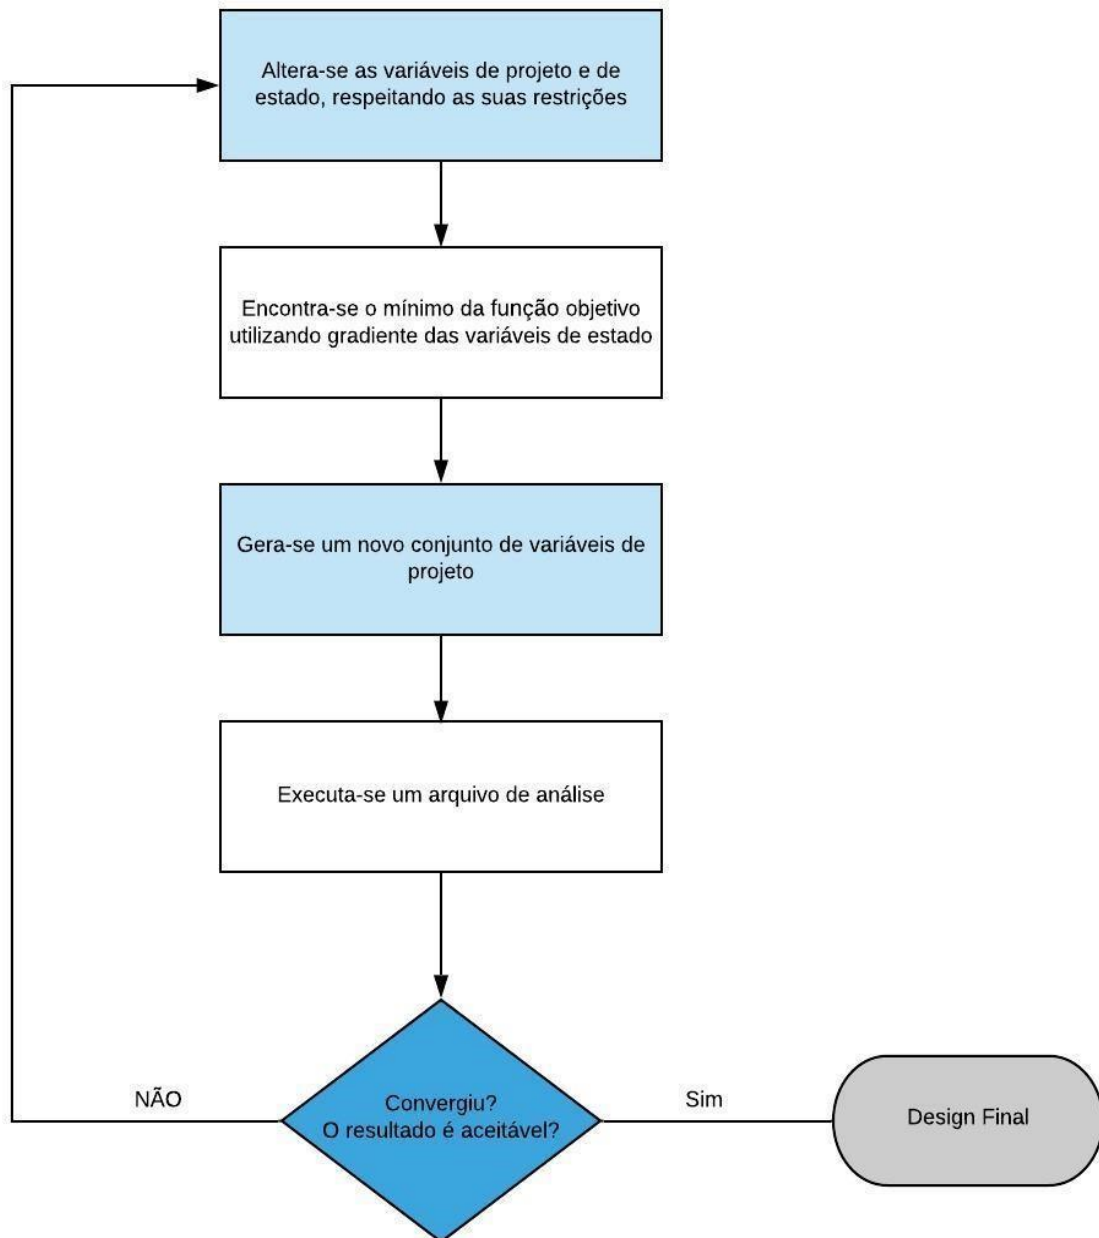 Altera-se as variáveis de projeto e de
estado, respeitando as suas restrições
Encontra-se o mínimo da função objetivo
utilizando gradiente das variáveis de estado
Gera-se um novo conjunto de variáveis de
projeto
Executa-se um arquivo de análise
NÃO
Convergiu?
O resultado é aceitável?
Sim
Design Final